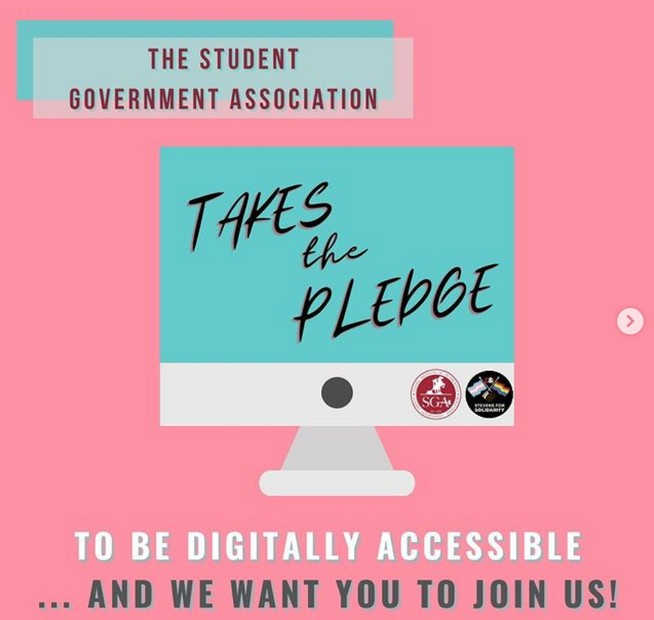 THE STUDENT
GOVERNMENT ASSOCIATION
TAKES
the
PLEDGE
SGA
STEVENS FOR
SOLIDARITY
TO BE DIGITALLY ACCESSIBLE
... AND WE WANT YOU TO JOIN US!